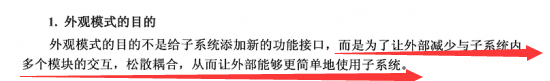 1. 外观模式的目的
外观模式的目的不是给子系统添加新的功能接口，而是为了让外部减少与子系统内
多个模块的交互，松散耦合，从而让外部能够更简单地使用子系统。